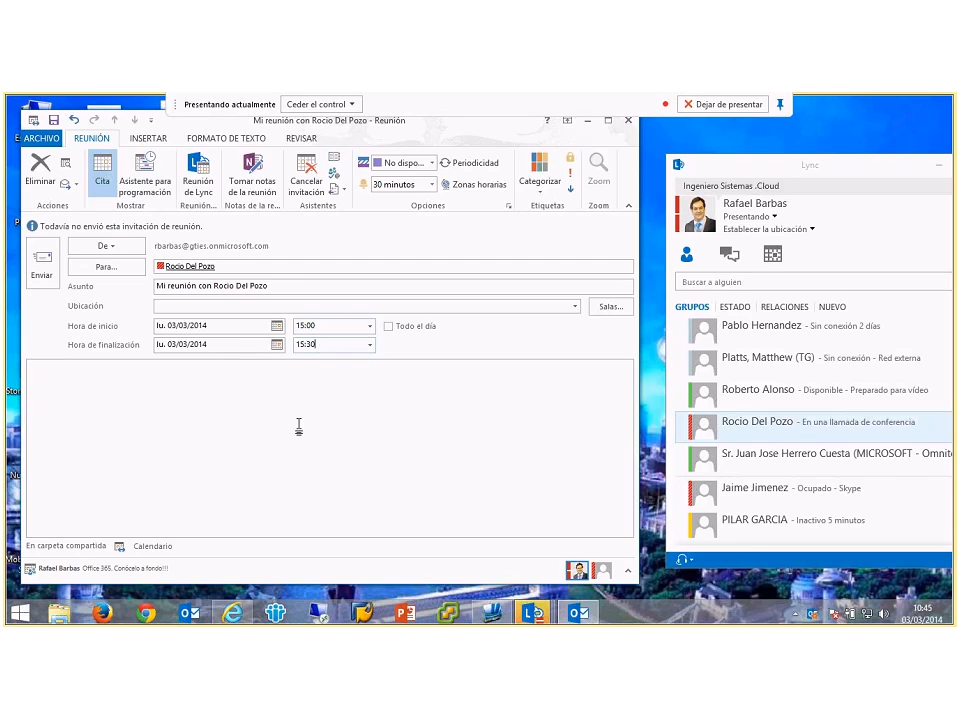 Presentando actualmente Ceder el control Dejar de presentar
Mi reunión con Rocio Del Pozo - Reunión
ARCHIVO REUNIÓN INSERTAR FORMATO DE TEXTO REVISAR
Eliminar Cita Asistente para programación Reunión de Lync Tomar notas de la reunión Cancelar invitación No dispo... Periodicidad
30 minutos Zonas horarias Categorizar Zoom
Acciones Mostrar Reunión... Notas de la re... Asistentes Opciones Etiquetas Zoom
Todavía no envió esta invitación de reunión.
De rbarbas@gties.onmicrosoft.com
Enviar
Para... Rocio Del Pozo
Asunto Mi reunión con Rocio Del Pozo
Ubicación Salas...
Hora de inicio lu. 03/03/2014 15:00 Todo el día
Hora de finalización lu. 03/03/2014 15:30
En carpeta compartida Calendario
Rafael Barbas Office 365. Conócelo a fondo!!!
Lync
Ingeniero Sistemas .Cloud
Rafael Barbas
Presentando
Establecer la ubicación
Buscar a alguien
GRUPOS ESTADO RELACIONES NUEVO
Pablo Hernandez - Sin conexión 2 días
Platts, Matthew (TG) - Sin conexión - Red externa
Roberto Alonso - Disponible - Preparado para vídeo
Rocio Del Pozo - En una llamada de conferencia
Sr. Juan Jose Herrero Cuesta (MICROSOFT - Omnit
Jaime Jimenez - Ocupado - Skype
PILAR GARCIA - Inactivo 5 minutos
10:45
03/03/2014